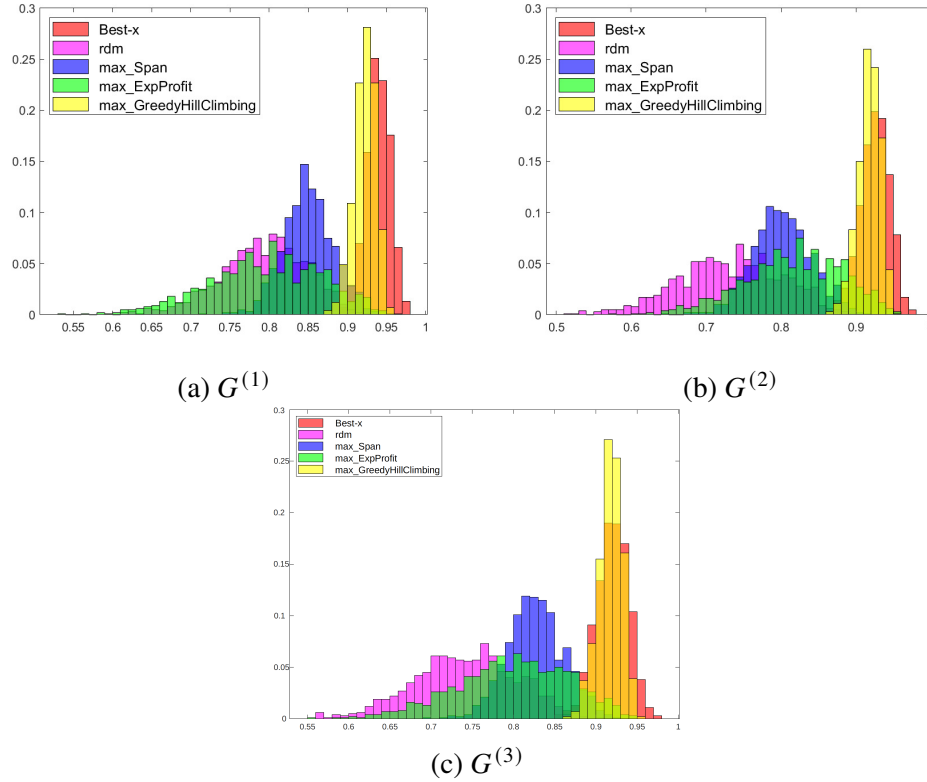 Best-x
rdm
max_Span
max_ExpProfit
max_GreedyHillClimbing
0.3
0.25
0.2
0.15
0.1
0.05
0
0.55
0.6
0.65
0.7
0.75
0.8
0.85
0.9
0.95
1
(a) G^(1)
Best-x
rdm
max_Span
max_ExpProfit
max_GreedyHillClimbing
0.3
0.25
0.2
0.15
0.1
0.05
0
0.5
0.6
0.7
0.8
0.9
(b) G^(2)
Best-x
rdm
max_Span
max_ExpProfit
max_GreedyHillClimbing
0.3
0.25
0.2
0.15
0.1
0.05
0
0.55
0.6
0.65
0.7
0.75
0.8
0.85
0.9
0.95
1
(c) G^(3)